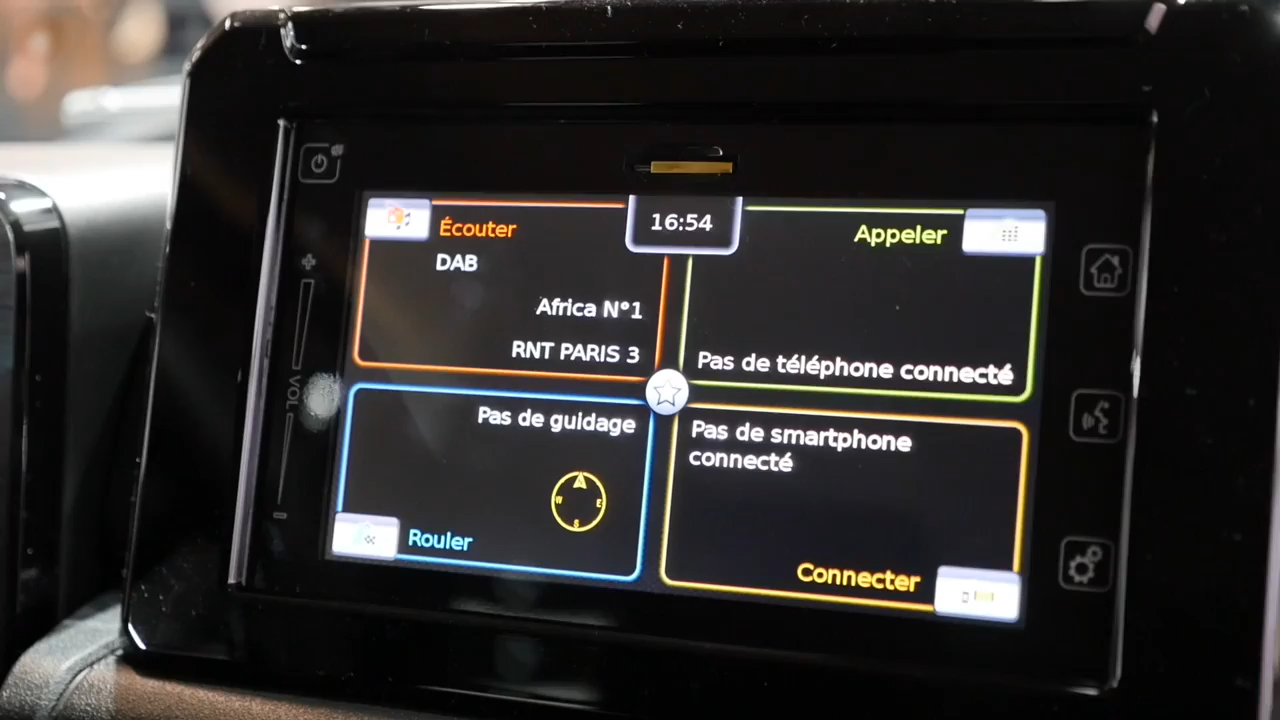 16:54
Écouter
DAB
Africa N°1
RNT PARIS 3
Appeler
Pas de téléphone connecté
VOL
Pas de guidage
W
E
S
Rouler
Pas de smartphone
connecté
Connecter